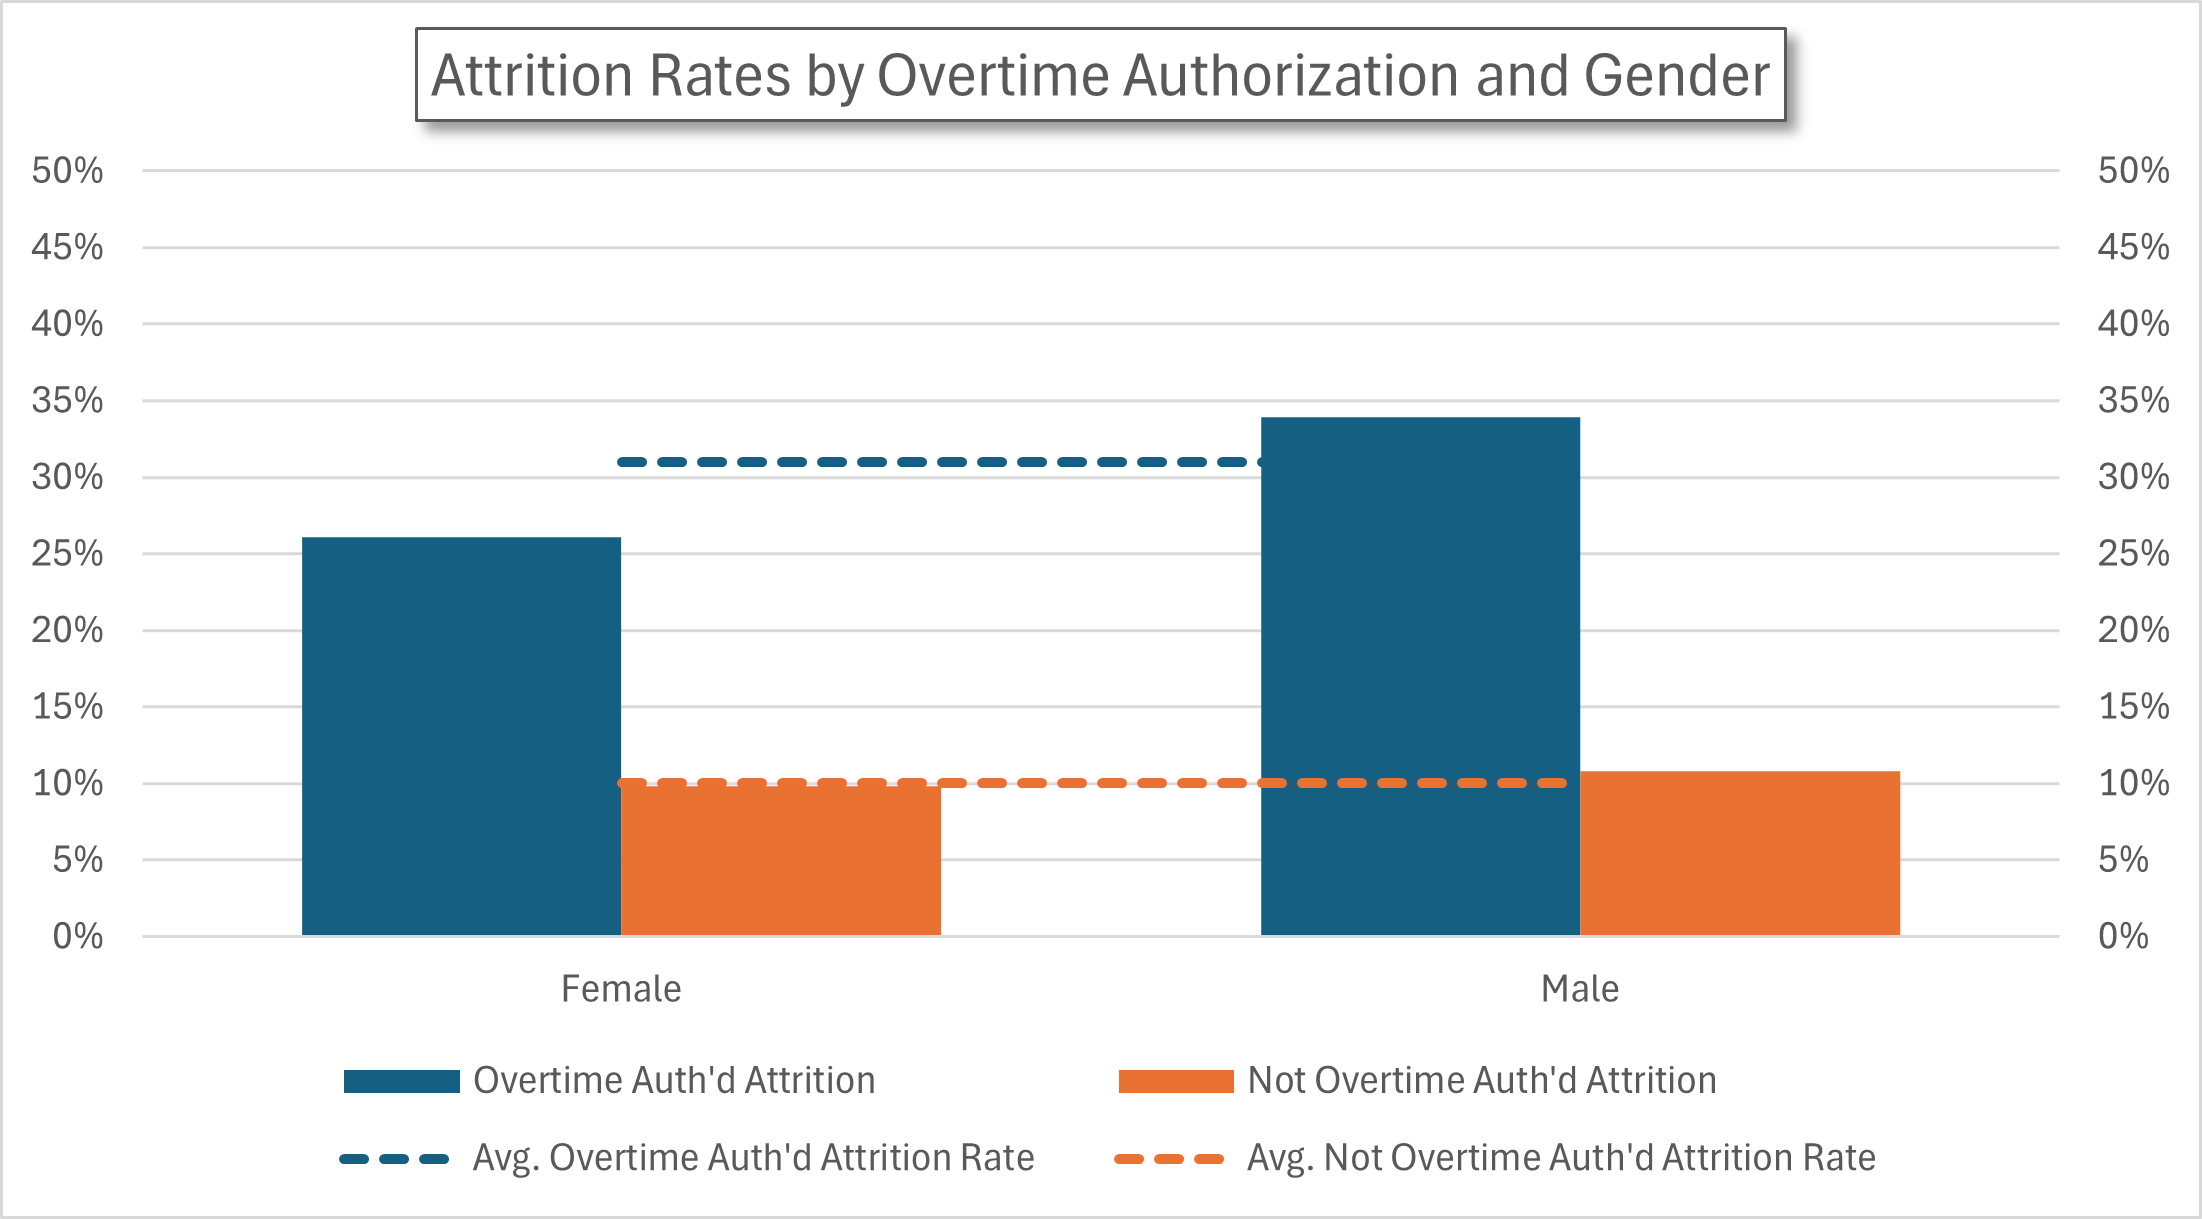 Attrition Rates by Overtime Authorization and Gender
50% 50%
45% 45%
40% 40%
35% 35%
30% 30%
25% 25%
20% 20%
15% 15%
10% 10%
5% 5%
0% 0%
Female Male
Overtime Auth'd Attrition Not Overtime Auth'd Attrition
Avg. Overtime Auth'd Attrition Rate Avg. Not Overtime Auth'd Attrition Rate